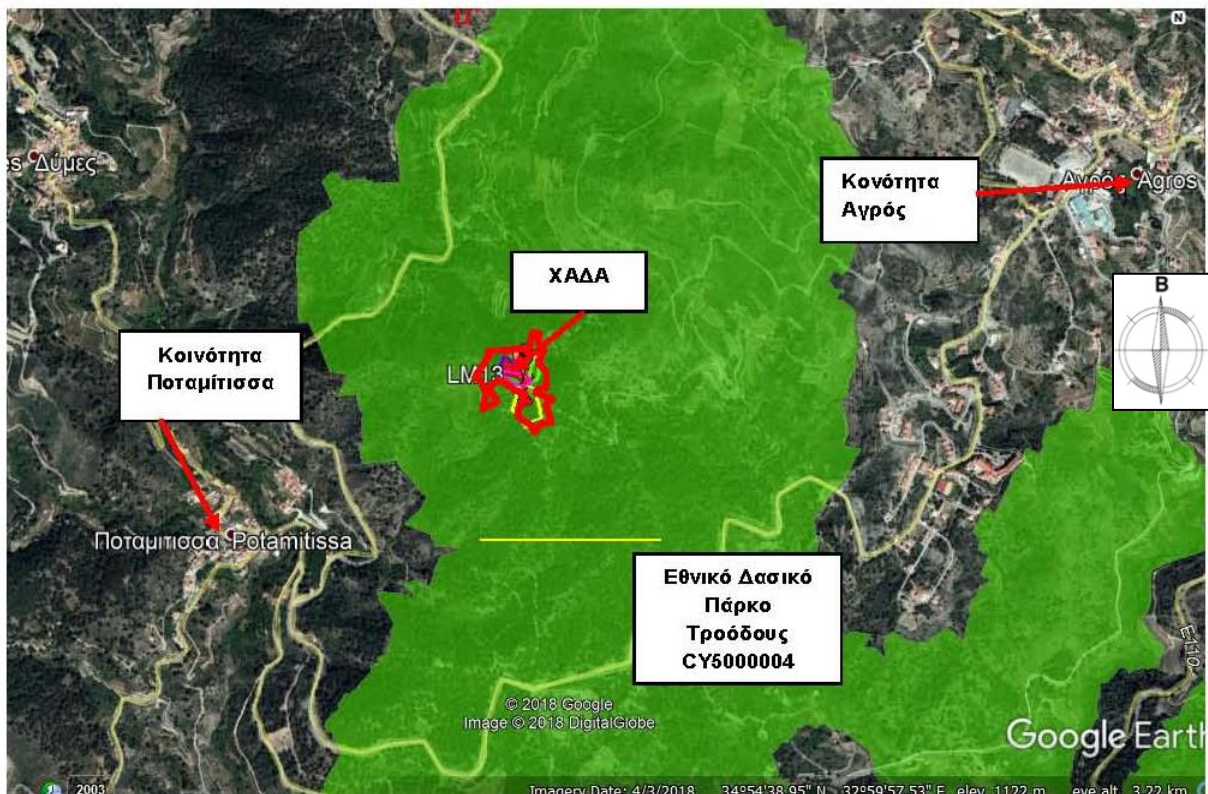 N
ς Δύμες
Κονότητα
Αγρός
Αγρός Agros
ΧΑΔΑ
Β
Κοινότητα
Ποταμίτισσα
LM13
Ποταμιτισσα Potamitissa
Εθνικό Δασικό
Πάρκο
Τροόδους
CY5000004
E110
© 2018 Google
Image © 2018 DigitalGlobe
Google Earth
2003
Imagery Date: 4/3/2018 34°54'38.95" N 32°59'57.53" E elev 1122 m eye alt 3.22 km